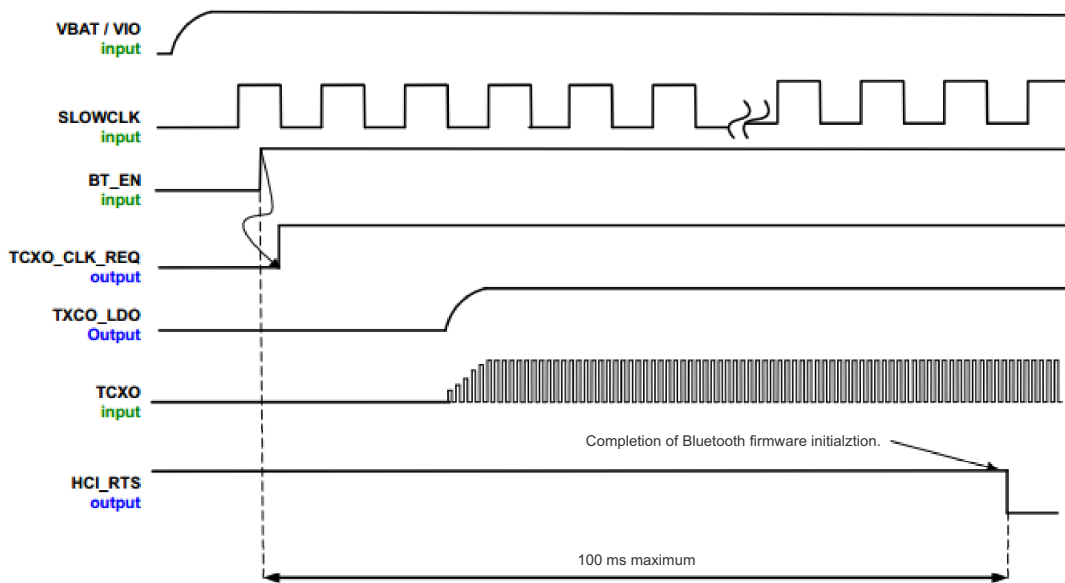 VBAT / VIO
input
SLOWCLK
input
BT_EN
input
TCXO_CLK_REQ
output
TXCO_LDO
Output
TCXO
input
Completion of Bluetooth firmware initialztion.
HCI_RTS
output
100 ms maximum